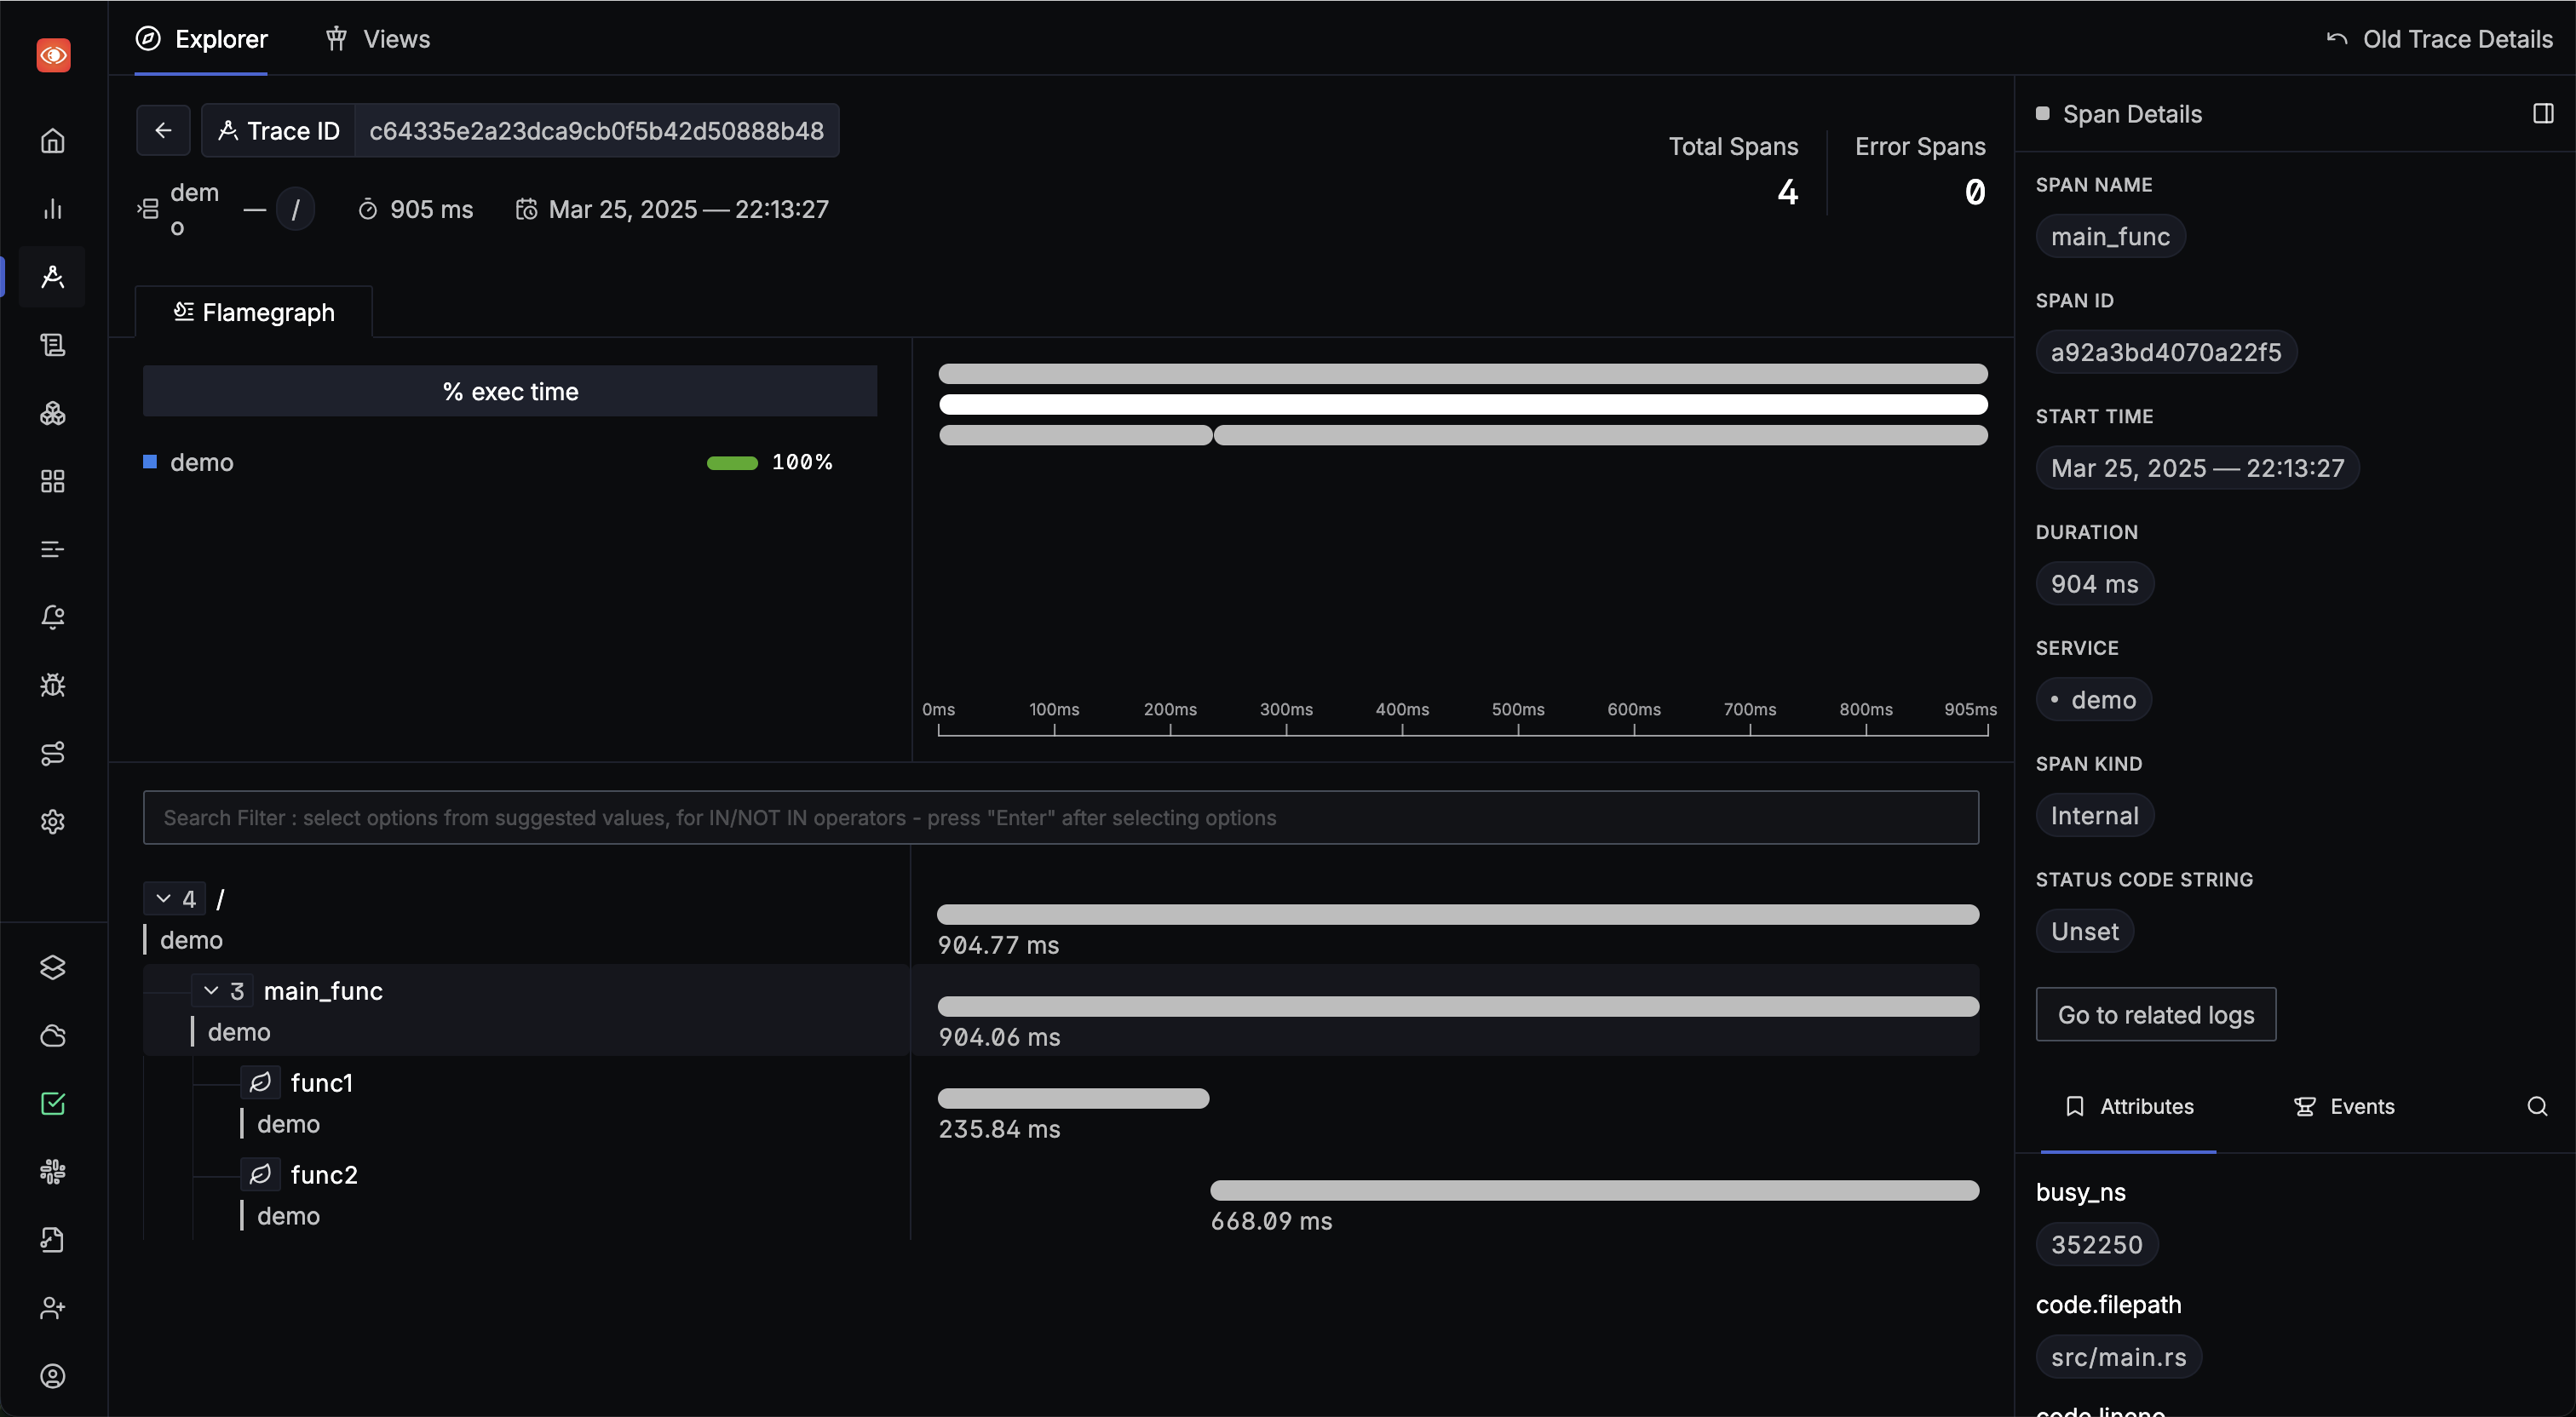 Explorer
Views
Old Trace Details
Trace ID c64335e2a23dca9cb0f5b42d50888b48
dem
o
— / 905 ms Mar 25, 2025 — 22:13:27
Total Spans
4
Error Spans
0
Flamegraph
% exec time
demo 100%
0ms 100ms 200ms 300ms 400ms 500ms 600ms 700ms 800ms 905ms
Search Filter : select options from suggested values, for IN/NOT IN operators - press "Enter" after selecting options
4 /
demo
904.77 ms
3 main_func
demo
904.06 ms
func1
demo
235.84 ms
func2
demo
668.09 ms
Span Details
SPAN NAME
main_func
SPAN ID
a92a3bd4070a22f5
START TIME
Mar 25, 2025 — 22:13:27
DURATION
904 ms
SERVICE
• demo
SPAN KIND
Internal
STATUS CODE STRING
Unset
Go to related logs
Attributes
Events
busy_ns
352250
code.filepath
src/main.rs